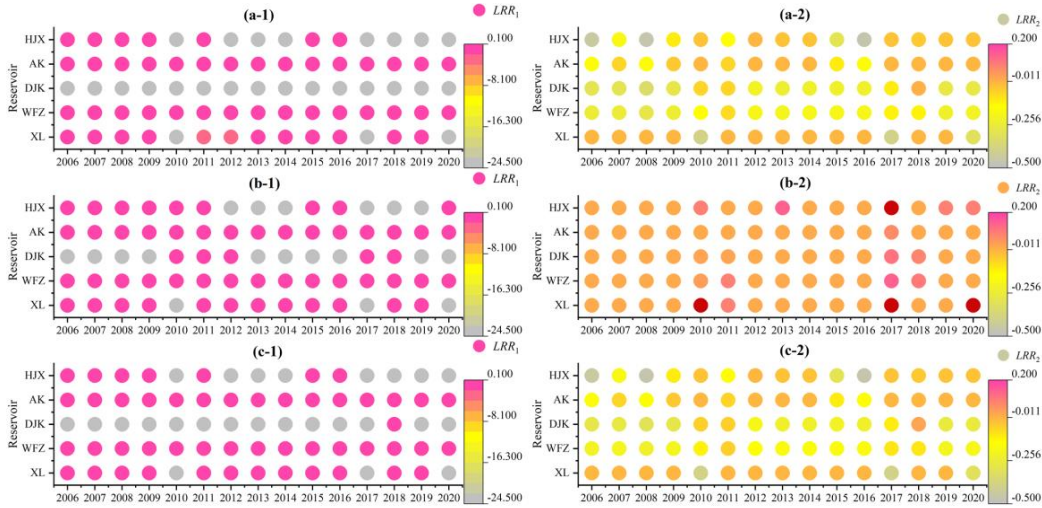 (a-1)
LRR₁
Reservoir
HJX
AK
DJK
WFZ
XL
2006 2007 2008 2009 2010 2011 2012 2013 2014 2015 2016 2017 2018 2019 2020
0.100
-8.100
-16.300
-24.500
(a-2)
LRR₂
Reservoir
HJX
AK
DJK
WFZ
XL
2006 2007 2008 2009 2010 2011 2012 2013 2014 2015 2016 2017 2018 2019 2020
0.200
-0.011
-0.256
-0.500
(b-1)
LRR₁
Reservoir
HJX
AK
DJK
WFZ
XL
2006 2007 2008 2009 2010 2011 2012 2013 2014 2015 2016 2017 2018 2019 2020
0.100
-8.100
-16.300
-24.500
(b-2)
LRR₂
Reservoir
HJX
AK
DJK
WFZ
XL
2006 2007 2008 2009 2010 2011 2012 2013 2014 2015 2016 2017 2018 2019 2020
0.200
-0.011
-0.256
-0.500
(c-1)
LRR₁
Reservoir
HJX
AK
DJK
WFZ
XL
2006 2007 2008 2009 2010 2011 2012 2013 2014 2015 2016 2017 2018 2019 2020
0.100
-8.100
-16.300
-24.500
(c-2)
LRR₂
Reservoir
HJX
AK
DJK
WFZ
XL
2006 2007 2008 2009 2010 2011 2012 2013 2014 2015 2016 2017 2018 2019 2020
0.200
-0.011
-0.256
-0.500